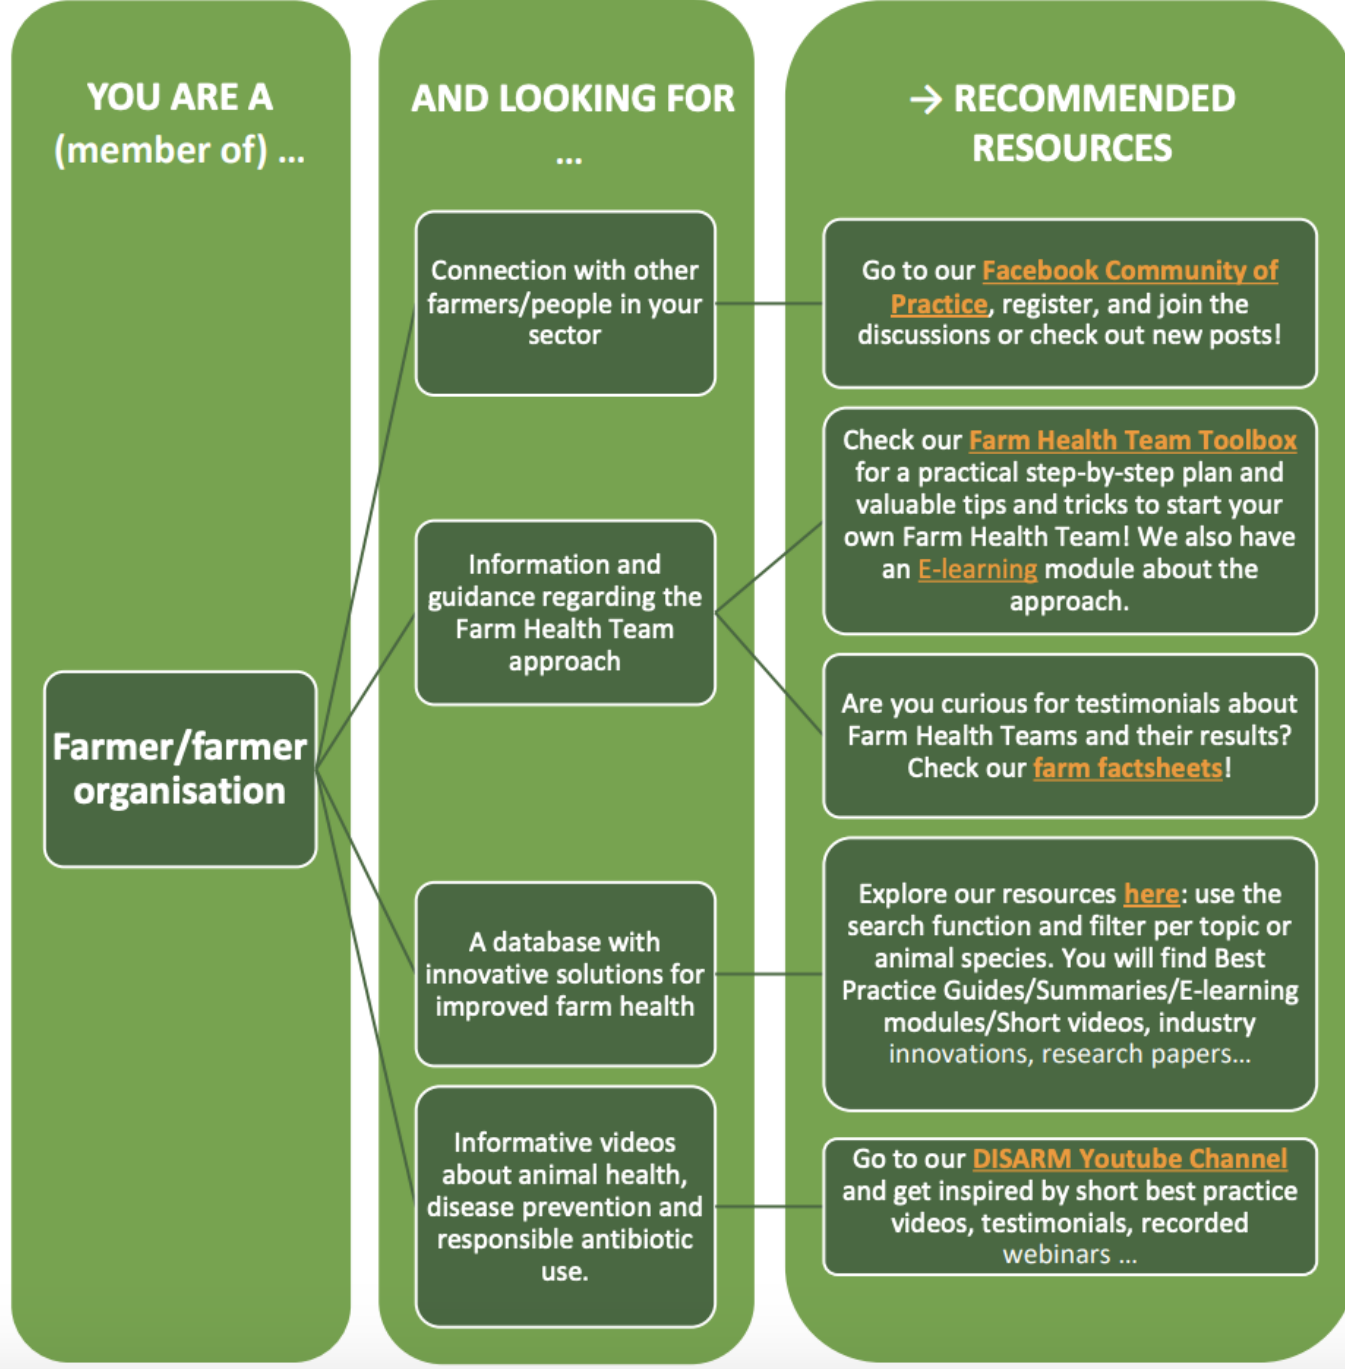 YOU ARE A
(member of) ...
AND LOOKING FOR
...
→ RECOMMENDED
RESOURCES
Farmer/farmer
organisation
Connection with other
farmers/people in your
sector
Go to our Facebook Community of
Practice, register, and join the
discussions or check out new posts!
Information and
guidance regarding the
Farm Health Team
approach
Check our Farm Health Team Toolbox
for a practical step-by-step plan and
valuable tips and tricks to start your
own Farm Health Team! We also have
an E-learning module about the
approach.
Are you curious for testimonials about
Farm Health Teams and their results?
Check our farm factsheets!
A database with
innovative solutions for
improved farm health
Explore our resources here: use the
search function and filter per topic or
animal species. You will find Best
Practice Guides/Summaries/E-learning
modules/Short videos, industry
innovations, research papers...
Informative videos
about animal health,
disease prevention and
responsible antibiotic
use.
Go to our DISARM Youtube Channel
and get inspired by short best practice
videos, testimonials, recorded
webinars ...